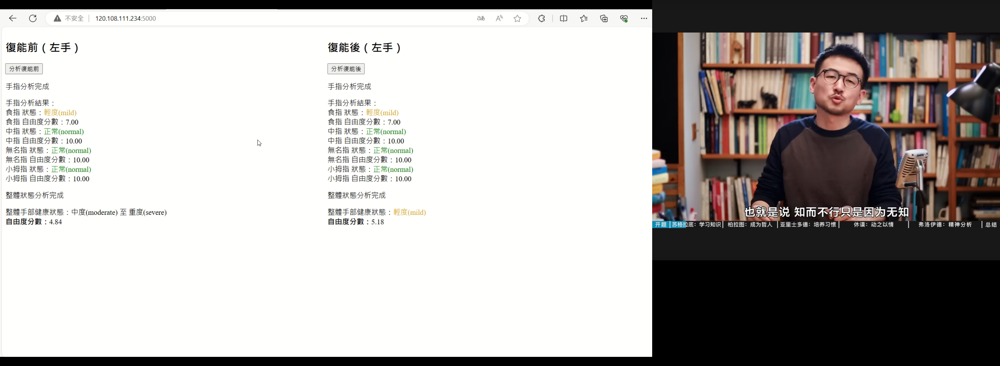 不安全 120.108.111.234:5000
復能前 ( 左手 )
分析復能前
手指分析完成
手指分析結果：
食指 狀態：輕度(mild)
食指 自由度分數：7.00
中指 狀態：正常(normal)
中指 自由度分數：10.00
無名指 狀態：正常(normal)
無名指 自由度分數：10.00
小拇指 狀態：正常(normal)
小拇指 自由度分數：10.00
整體狀態分析完成
整體手部健康狀態：中度(moderate) 至 重度(severe)
自由度分數：4.84
復能後 ( 左手 )
分析復能後
手指分析完成
手指分析結果：
食指 狀態：輕度(mild)
食指 自由度分數：7.00
中指 狀態：正常(normal)
中指 自由度分數：10.00
無名指 狀態：正常(normal)
無名指 自由度分數：10.00
小拇指 狀態：正常(normal)
小拇指 自由度分數：10.00
整體狀態分析完成
整體手部健康狀態：輕度(mild)
自由度分數：5.18
也就是说 知而不行只是因为无知
开题 苏格拉底：学习知识 柏拉图：成为哲人 亚里士多德：培养习惯 休谟：动之以情 弗洛伊德：精神分析 总结